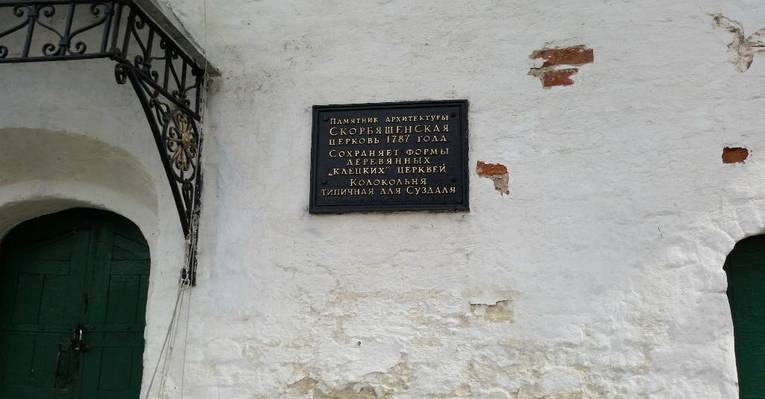 Памятник архитектуры
Скорбященская
церковь 1787 года
Сохраняет формы
деревянных
„клецких" церквей
Колокольня
типичная для Суздаля